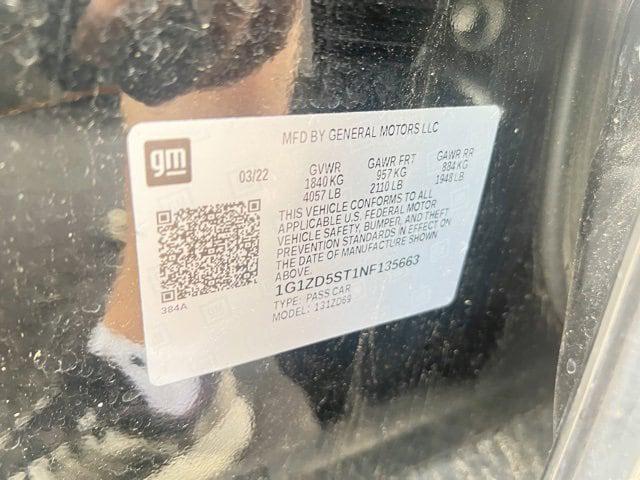 gm
MFD BY GENERAL MOTORS LLC
03/22
GVWR
1840 KG
4057 LB
GAWR FRT
957 KG
2110 LB
GAWR RR
884 KG
1948 LB
THIS VEHICLE CONFORMS TO ALL
APPLICABLE U.S. FEDERAL MOTOR
VEHICLE SAFETY, BUMPER, AND THEFT
PREVENTION STANDARDS IN EFFECT ON
THE DATE OF MANUFACTURE SHOWN
ABOVE.
1G1ZD5ST1NF135663
TYPE: PASS CAR
MODEL: 131ZD69
384A